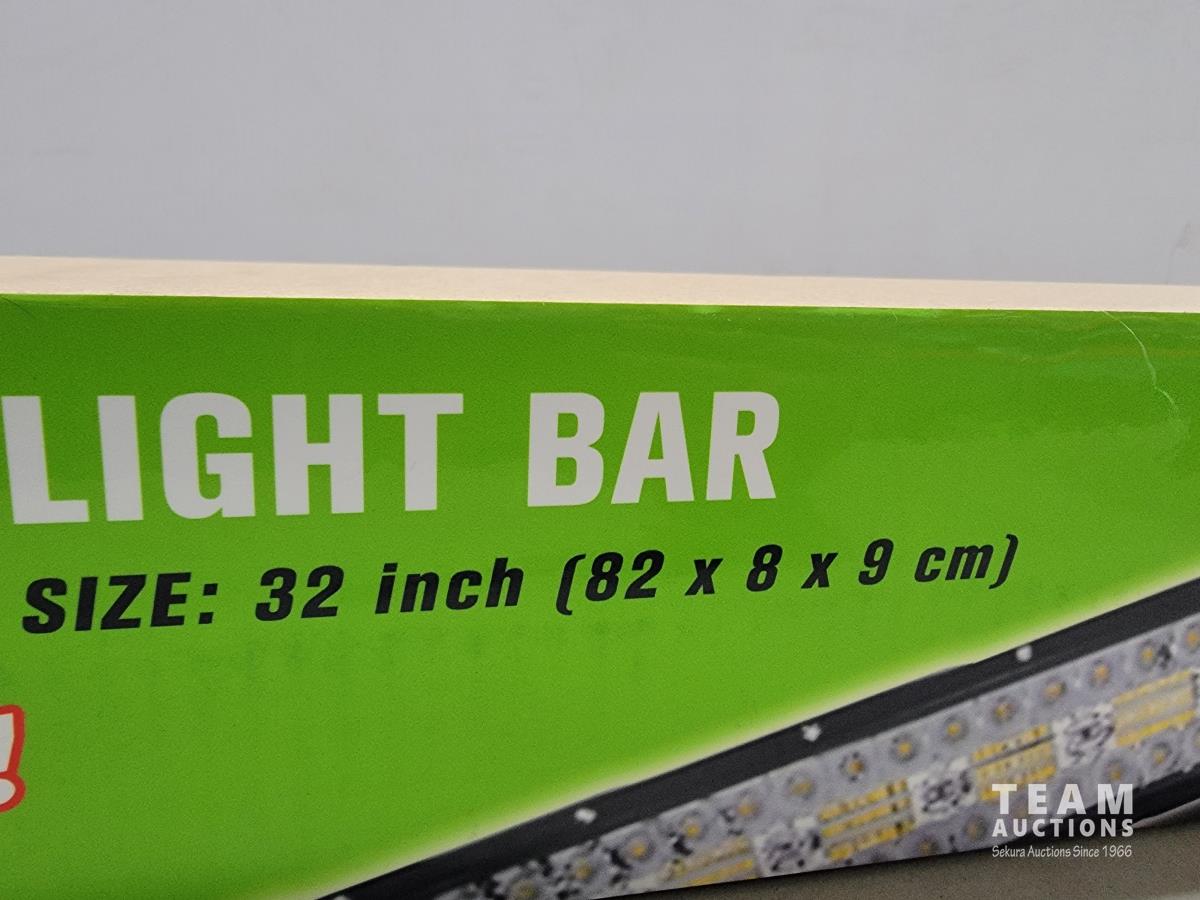 LIGHT BAR
SIZE: 32 inch (82 x 8 x 9 cm)
!
TEAM
AUCTIONS
Sekura Auctions Since 1966